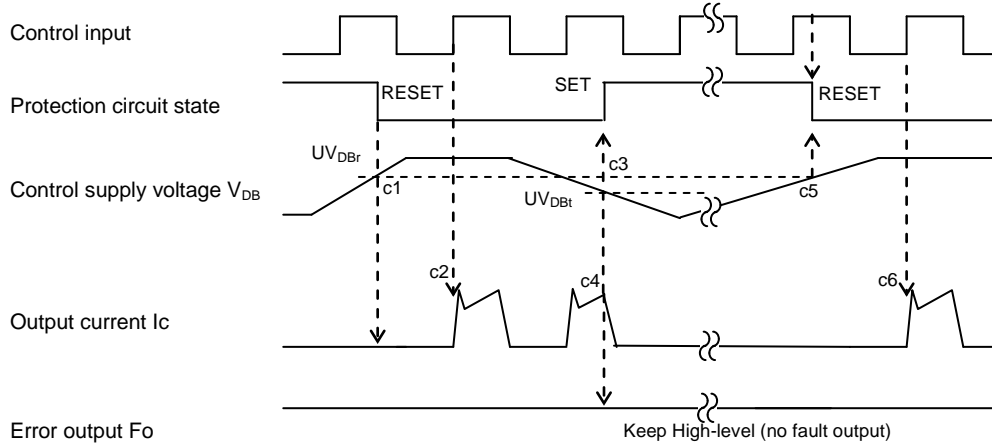 Control input
RESET
SET
RESET
Protection circuit state
UVDBr
c3
c1
c5
Control supply voltage VDB
UVDBt
c2
c4
c6
Output current Ic
Error output Fo
Keep High-level (no fault output)